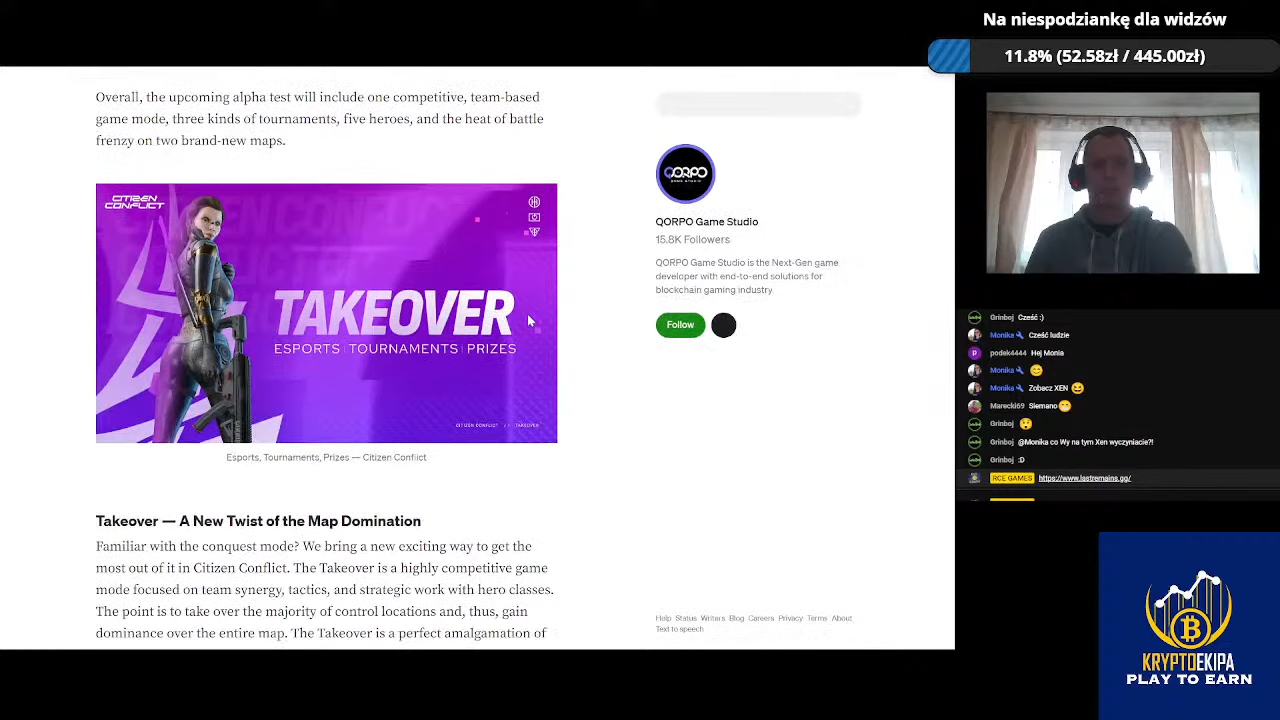 Na niespodziankę dla widzów
11.8% (52.58zł / 445.00zł)
Overall, the upcoming alpha test will include one competitive, team-based
game mode, three kinds of tournaments, five heroes, and the heat of battle
frenzy on two brand-new maps.
CITIZEN
CONFLICT
TAKEOVER
ESPORTS | TOURNAMENTS | PRIZES
CITIZEN CONFLICT // TAKEOVER
Esports, Tournaments, Prizes — Citizen Conflict
Takeover — A New Twist of the Map Domination
Familiar with the conquest mode? We bring a new exciting way to get the
most out of it in Citizen Conflict. The Takeover is a highly competitive game
mode focused on team synergy, tactics, and strategic work with hero classes.
The point is to take over the majority of control locations and, thus, gain
dominance over the entire map. The Takeover is a perfect amalgamation of
QORPO
GAME STUDIO
QORPO Game Studio
15.8K Followers
QORPO Game Studio is the Next-Gen game
developer with end-to-end solutions for
blockchain gaming industry.
Follow
Help Status Writers Blog Careers Privacy Terms About
Text to speech
Grinboj Cześć :)
Monika Cześć ludzie
podek4444 Hej Monia
Monika
Monika Zobacz XEN
Marecki69 Siemano
Grinboj
Grinboj @Monika co Wy na tym Xen wyczyniacie?!
Grinboj :D
RCE GAMES https://www.lastremains.gg/
KRYPTOEKIPA
PLAY TO EARN